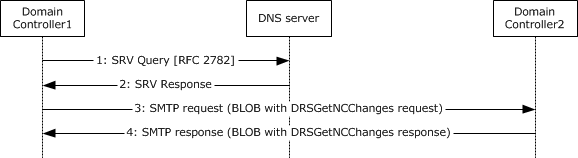 Domain
Controller1
DNS server
Domain
Controller2
1: SRV Query [RFC 2782]
2: SRV Response
3: SMTP request (BLOB with DRSGetNCChanges request)
4: SMTP response (BLOB with DRSGetNCChanges response)